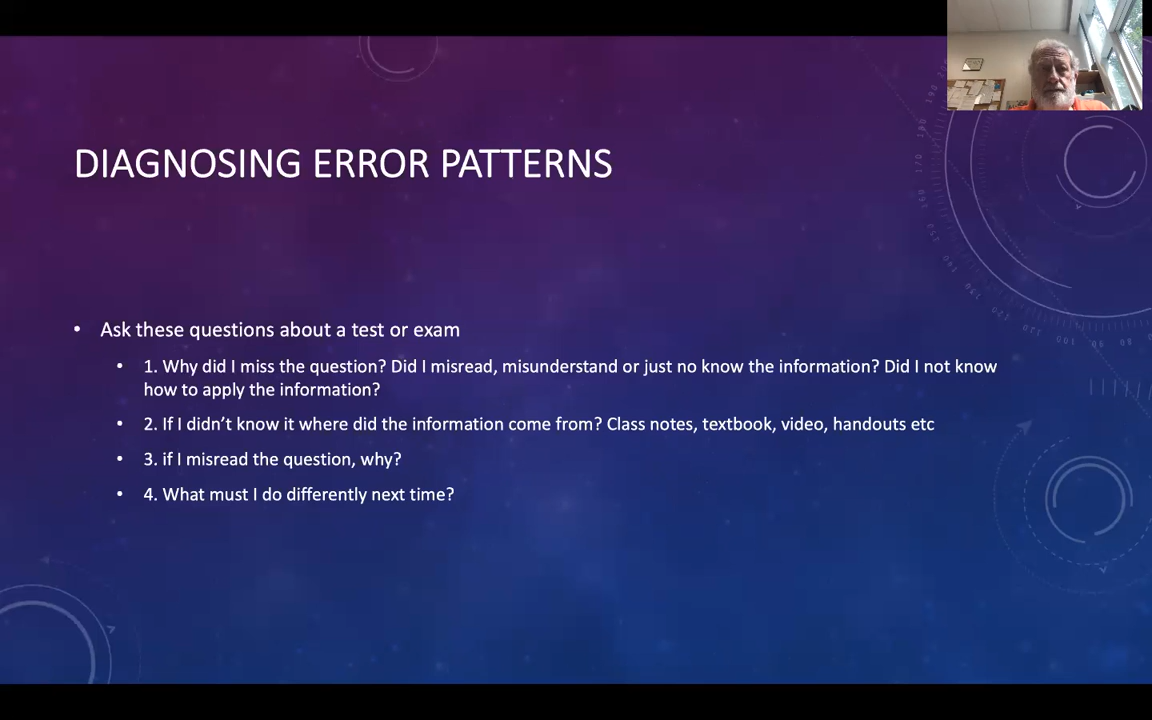 DIAGNOSING ERROR PATTERNS
• Ask these questions about a test or exam
• 1. Why did I miss the question? Did I misread, misunderstand or just no know the information? Did I not know
how to apply the information?
• 2. If I didn’t know it where did the information come from? Class notes, textbook, video, handouts etc
• 3. if I misread the question, why?
• 4. What must I do differently next time?